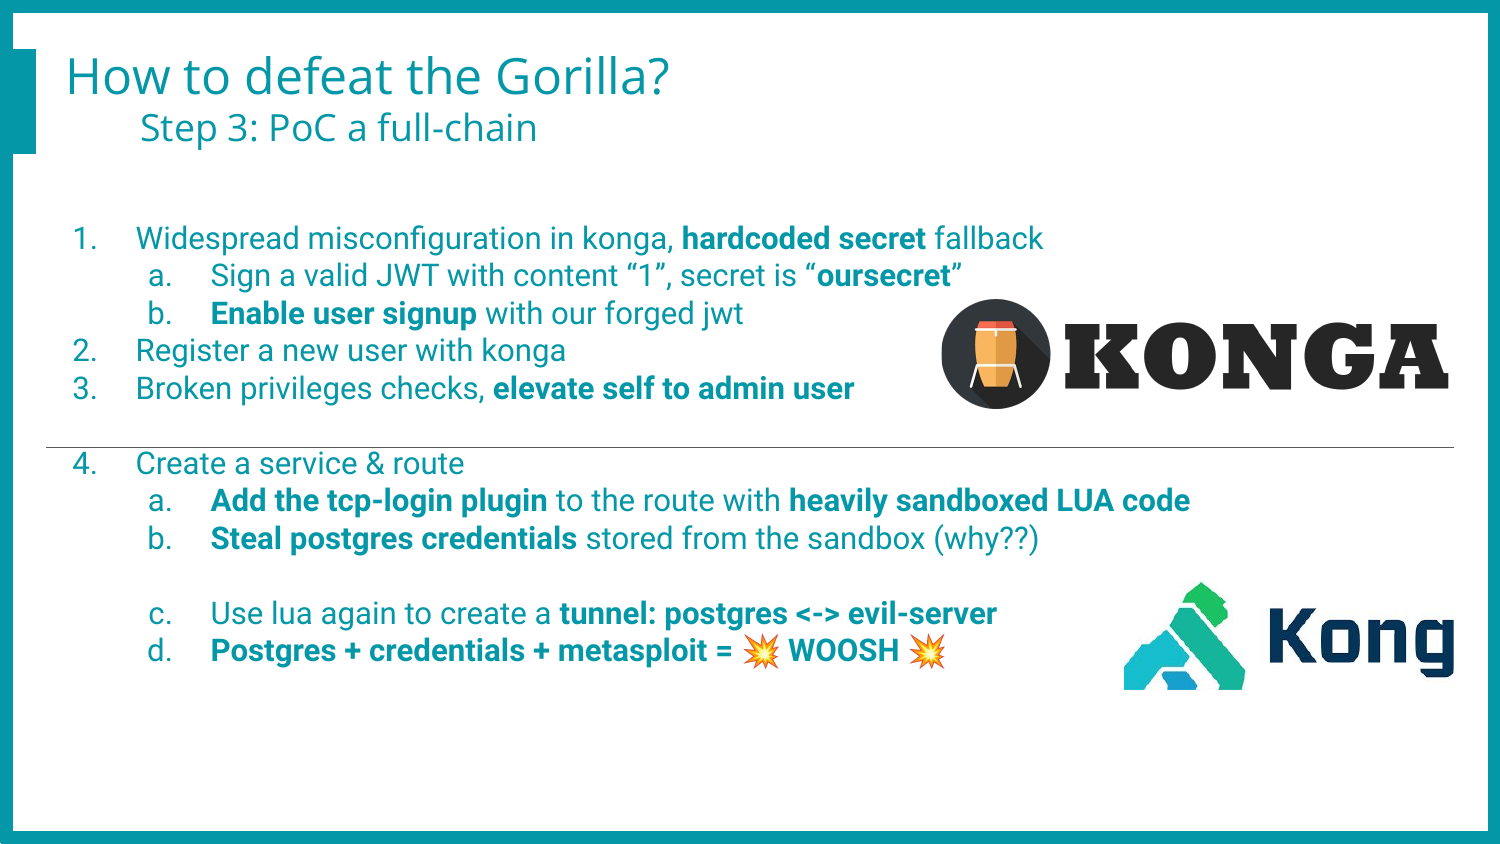 How to defeat the Gorilla?
Step 3: PoC a full-chain
1. Widespread misconfiguration in konga, hardcoded secret fallback
a. Sign a valid JWT with content “1”, secret is “oursecret”
b. Enable user signup with our forged jwt
2. Register a new user with konga
3. Broken privileges checks, elevate self to admin user
KONGA
4. Create a service & route
a. Add the tcp-login plugin to the route with heavily sandboxed LUA code
b. Steal postgres credentials stored from the sandbox (why??)
c. Use lua again to create a tunnel: postgres <-> evil-server
d. Postgres + credentials + metasploit = 💥 WOOSH 💥
Kong